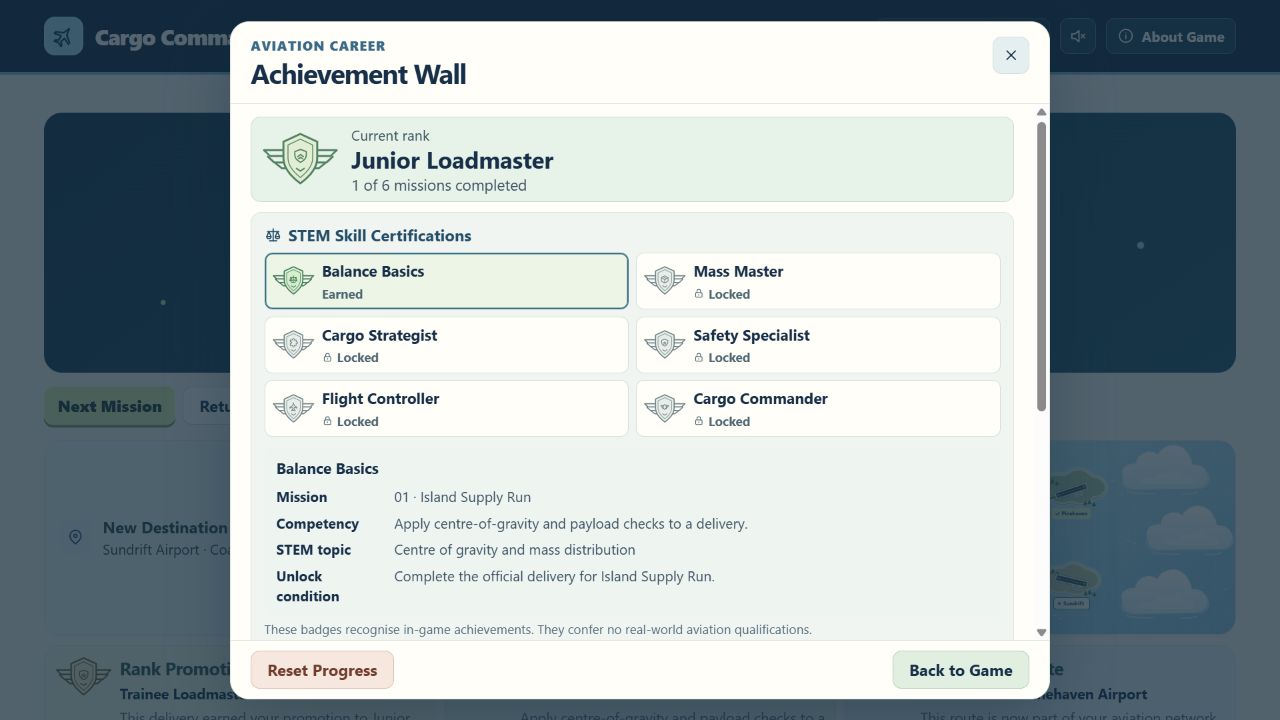 Cargo Comma
About Game
AVIATION CAREER
Achievement Wall
Current rank
Junior Loadmaster
1 of 6 missions completed
STEM Skill Certifications
Balance Basics
Earned
Mass Master
Locked
Cargo Strategist
Locked
Safety Specialist
Locked
Flight Controller
Locked
Cargo Commander
Locked
Balance Basics
Mission 01 · Island Supply Run
Competency Apply centre-of-gravity and payload checks to a delivery.
STEM topic Centre of gravity and mass distribution
Unlock condition Complete the official delivery for Island Supply Run.
These badges recognise in-game achievements. They confer no real-world aviation qualifications.
Reset Progress
Back to Game
Next Mission
Retu
New Destination
Sundrift Airport · Coa
Pinehaven
Sundrift
Rank Promoti
Trainee Loadmas
This delivery earned your promotion to Junior
Apply centre-of-gravity and payload checks to a
te
ehaven Airport
This route is now part of your aviation network.